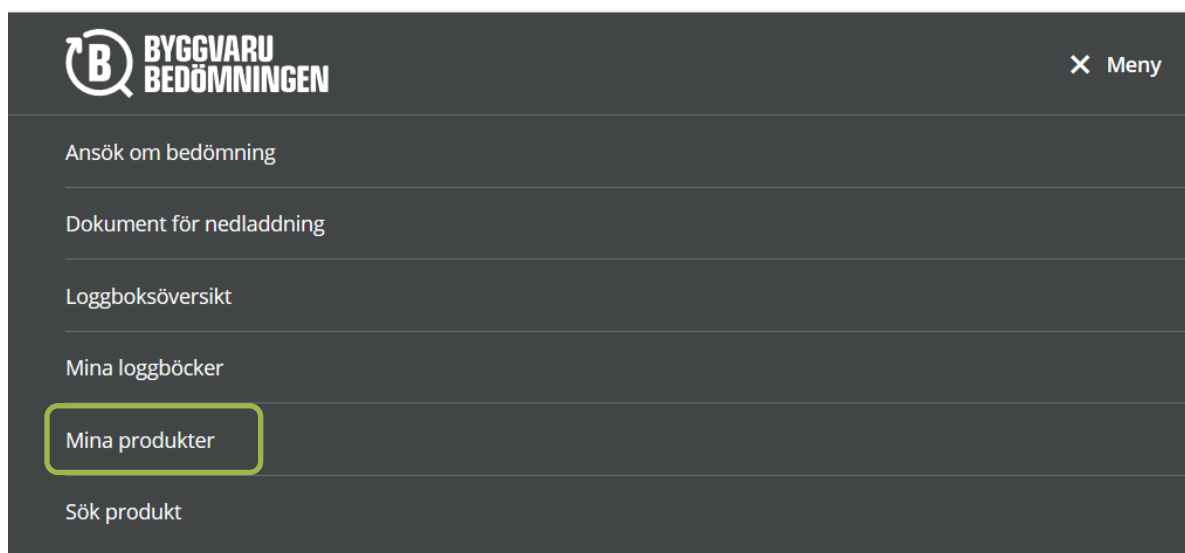 BYGGVARU
BEDÖMNINGEN
Meny
Ansök om bedömning
Dokument för nedladdning
Loggboksöversikt
Mina loggböcker
Mina produkter
Sök produkt